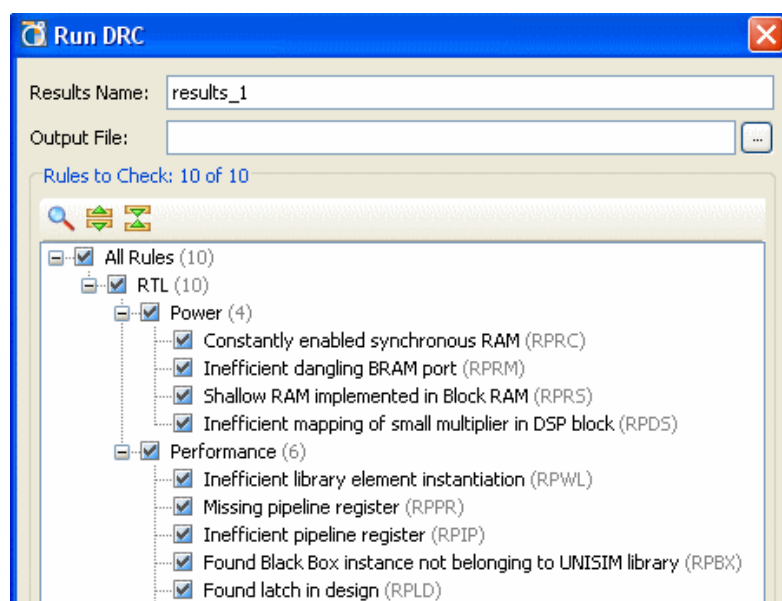 Run DRC
Results Name: results_1
Output File: ...
Rules to Check: 10 of 10
All Rules (10)
RTL (10)
Power (4)
Constantly enabled synchronous RAM (RPRC)
Inefficient dangling BRAM port (RPRM)
Shallow RAM implemented in Block RAM (RPRS)
Inefficient mapping of small multiplier in DSP block (RPDS)
Performance (6)
Inefficient library element instantiation (RPWL)
Missing pipeline register (RPPR)
Inefficient pipeline register (RPIP)
Found Black Box instance not belonging to UNISIM library (RPBX)
Found latch in design (RPLD)